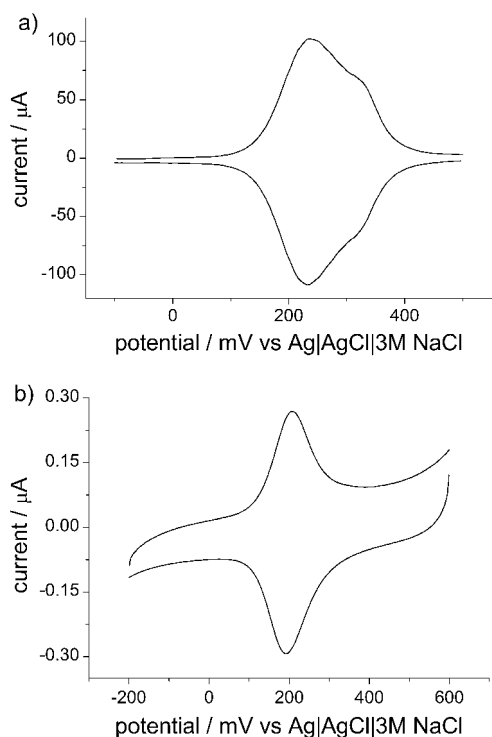 a)
100
50
0
-50
-100
current / μA
0 200 400
potential / mV vs Ag|AgCl|3M NaCl
b)
0.30
0.15
0.00
-0.15
-0.30
current / μA
-200 0 200 400 600
potential / mV vs Ag|AgCl|3M NaCl